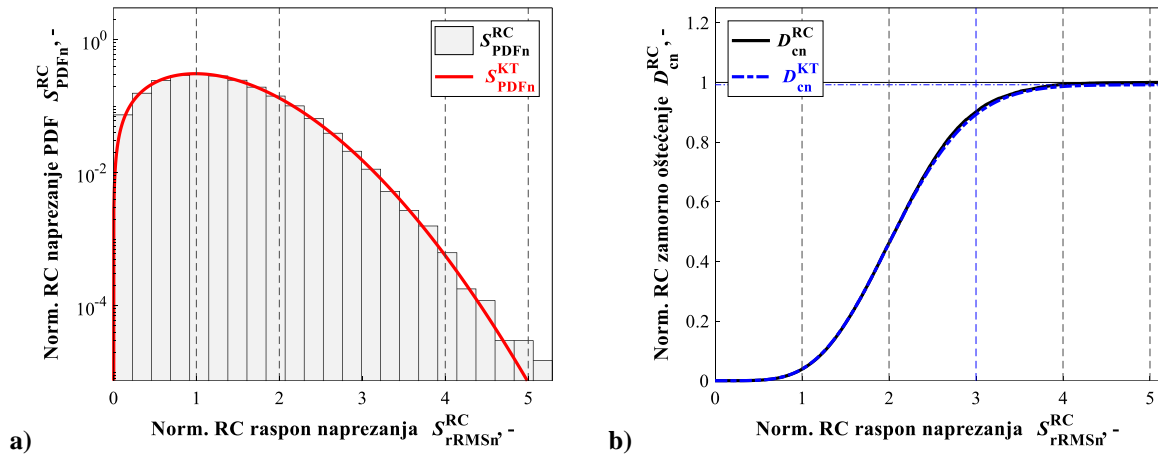 Norm. RC naprezanje PDF S^RC_PDFn, -
10^0
10^-2
10^-4
S^RC_PDFn
S^KT_PDFn
0 1 2 3 4 5
Norm. RC raspon naprezanja S^RC_rRMSn, -
a)
Norm. RC zamorno oštećenje D^RC_cn, -
1.2
1
0.8
0.6
0.4
0.2
0
D^RC_cn
D^KT_cn
0 1 2 3 4 5
Norm. RC raspon naprezanja S^RC_rRMSn, -
b)